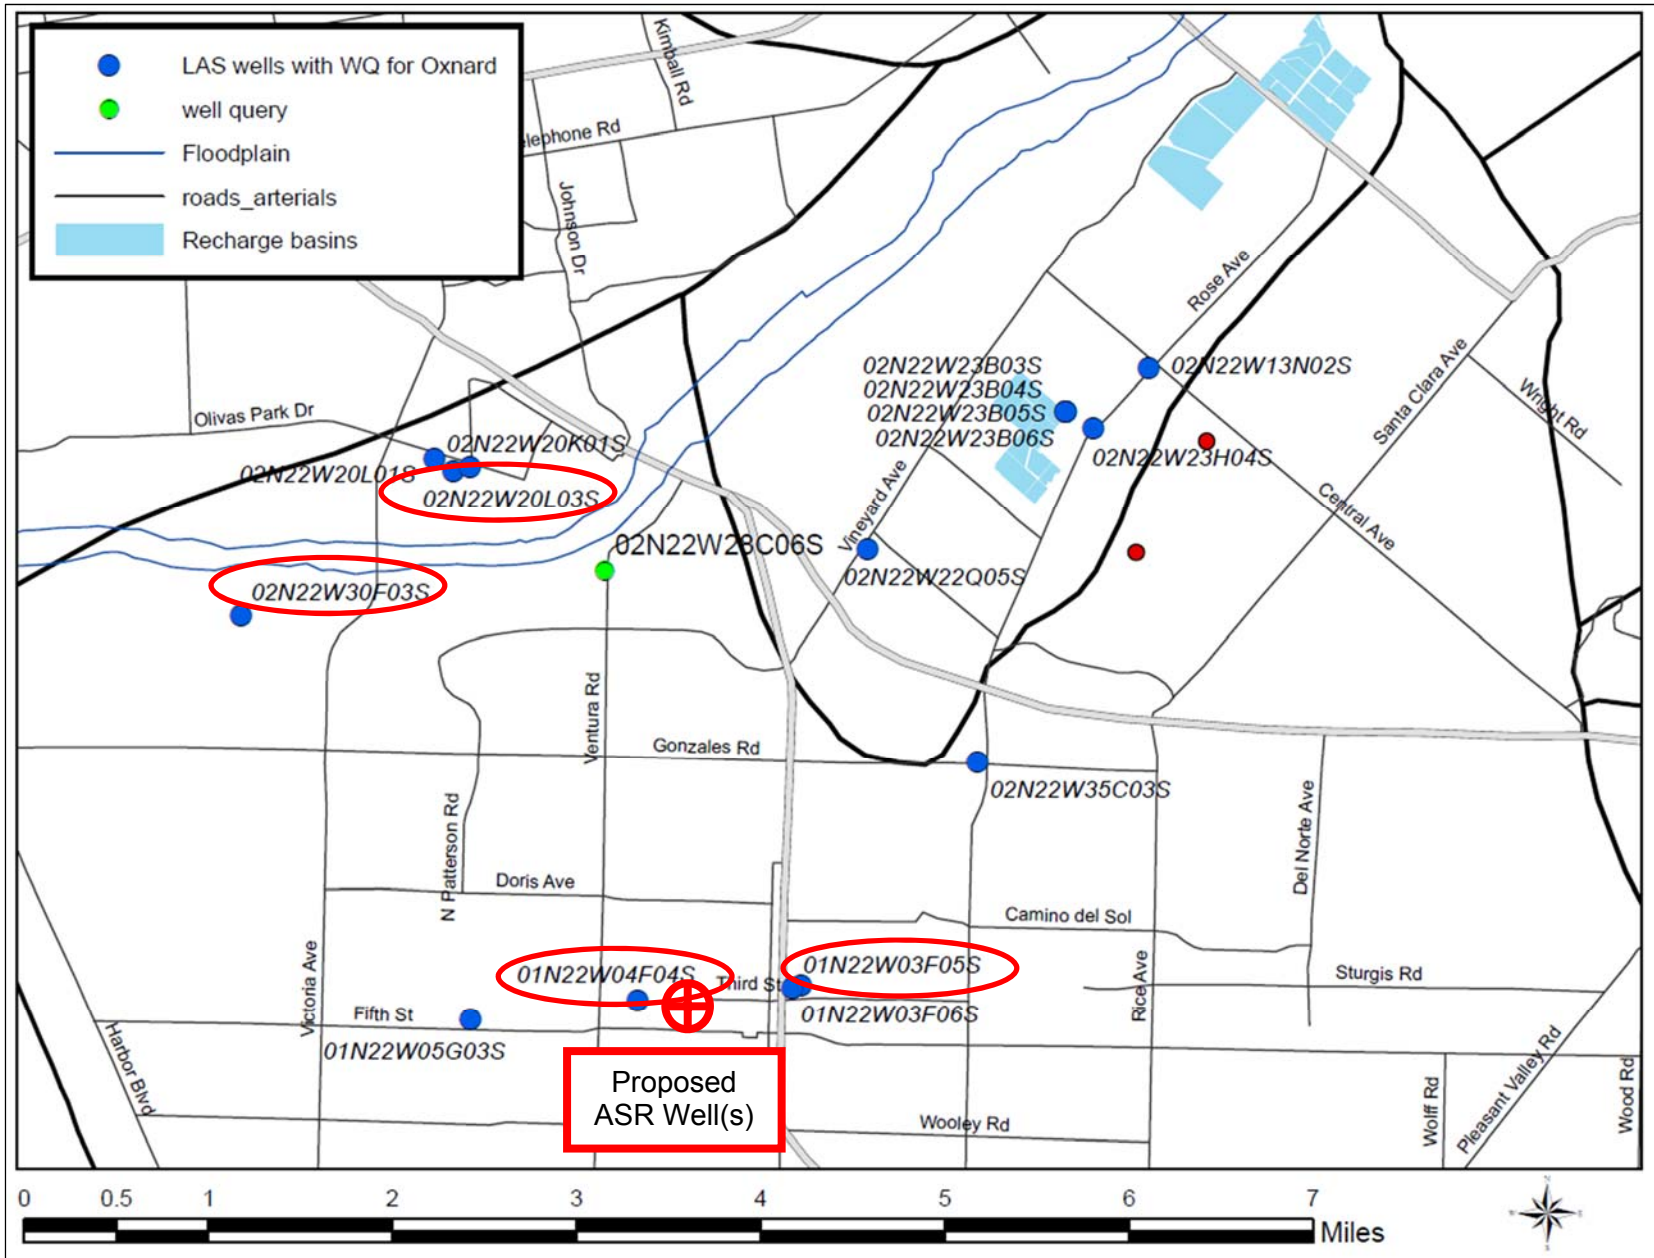 LAS wells with WQ for Oxnard
well query
Floodplain
roads_arterials
Recharge basins
Kimball Rd
elephone Rd
Johnson Dr
Rose Ave
02N22W23B03S
02N22W13N02S
02N22W23B04S
02N22W23B05S
02N22W23B06S
Santa Clara Ave
Wright Rd
Olivas Park Dr
02N22W20K01S
02N22W20L01S
02N22W20L03S
02N22W23H04S
Vineyard Ave
Central Ave
02N22W28C06S
02N22W22Q05S
02N22W30F03S
Ventura Rd
Gonzales Rd
02N22W35C03S
N Patterson Rd
Del Norte Ave
Doris Ave
Camino del Sol
Victoria Ave
01N22W04F04S
Third St
01N22W03F05S
Sturgis Rd
Rice Ave
Fifth St
01N22W03F06S
01N22W05G03S
Harbor Blvd
Proposed
ASR Well(s)
Wooley Rd
Wolff Rd
Pleasant Valley Rd
Wood Rd
0 0.5 1 2 3 4 5 6 7
Miles
N
W E
S